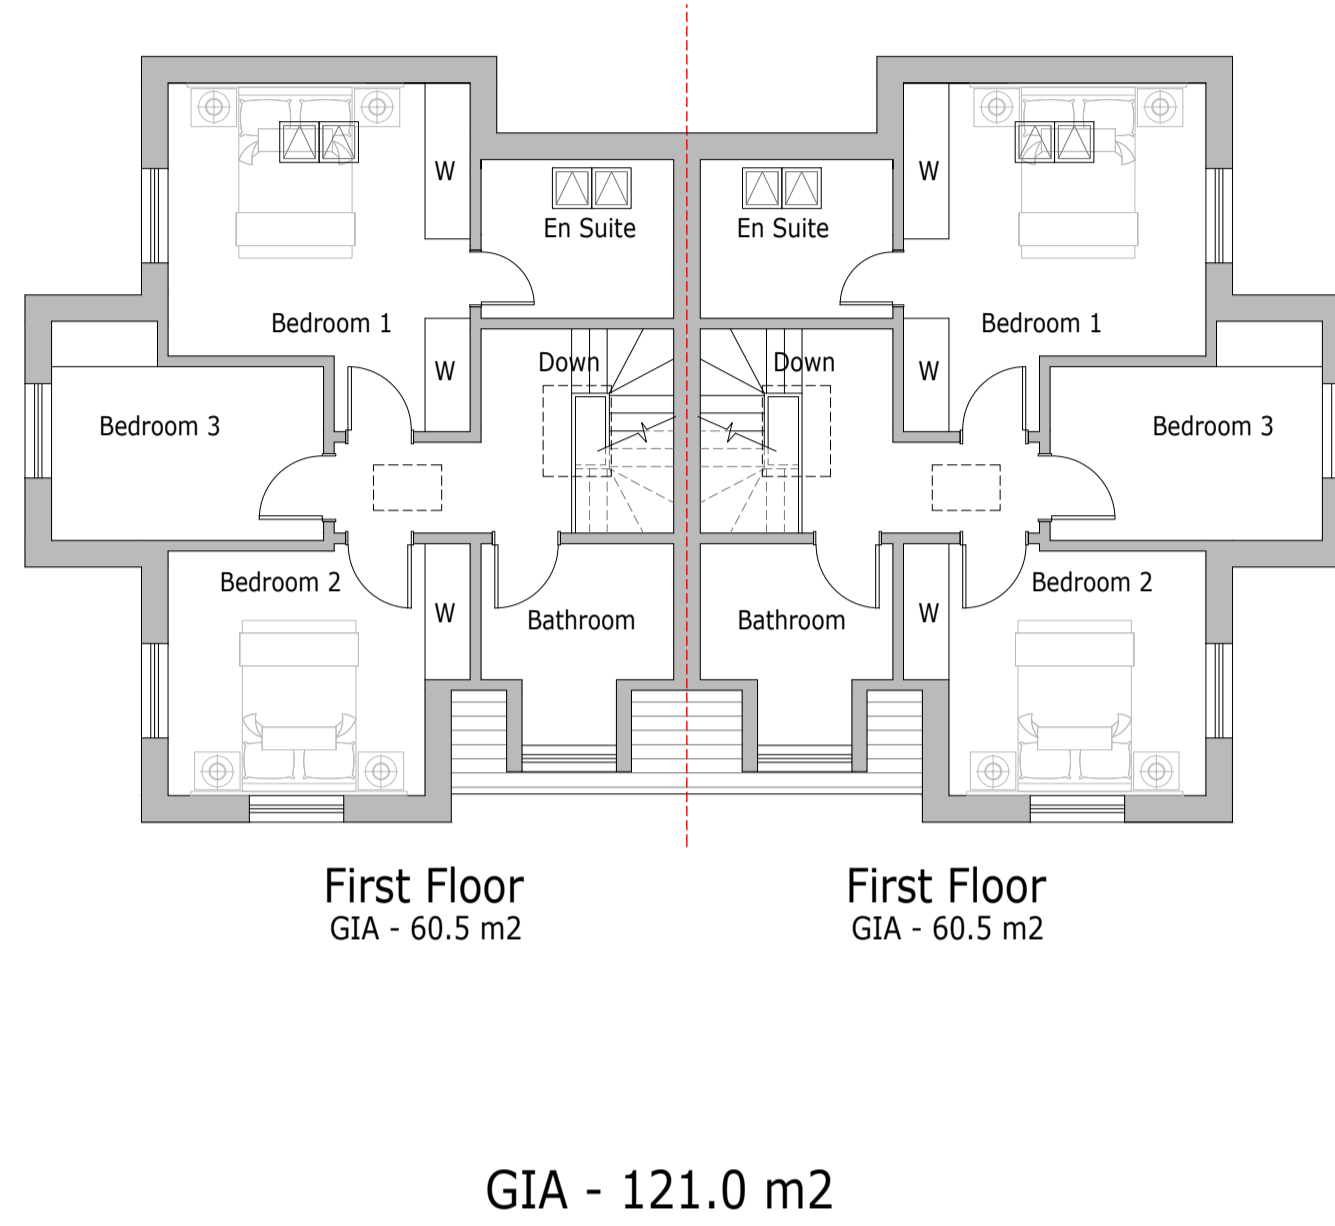 W
W
En Suite
En Suite
Bedroom 1
Bedroom 1
Down
Down
W
W
Bedroom 3
Bedroom 3
Bedroom 2
Bedroom 2
W
W
Bathroom
Bathroom
First Floor
GIA - 60.5 m2
First Floor
GIA - 60.5 m2
GIA - 121.0 m2